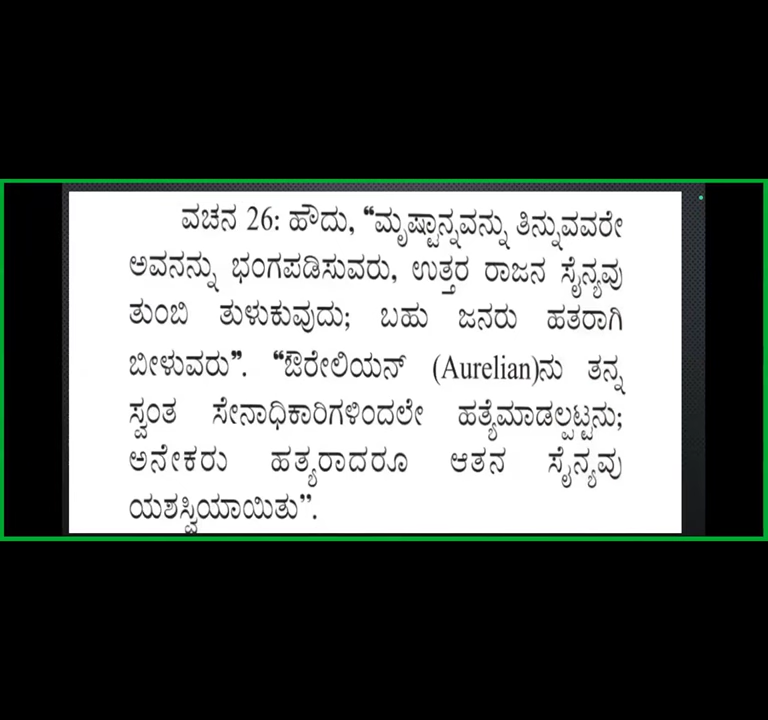 ವಚನ 26: ಹೌದು, “ಮೃಷ್ಟಾನ್ನವನ್ನು ತಿನ್ನುವವರೇ
ಅವನನ್ನು ಭಂಗಪಡಿಸುವರು, ಉತ್ತರ ರಾಜನ ಸೈನ್ಯವು
ತುಂಬಿ ತುಳುಕುವುದು; ಬಹು ಜನರು ಹತರಾಗಿ
ಬೀಳುವರು”. “ಔರೇಲಿಯನ್ (Aurelian)ನು ತನ್ನ
ಸ್ವಂತ ಸೇನಾಧಿಕಾರಿಗಳಿಂದಲೇ ಹತ್ಯೆಮಾಡಲ್ಪಟ್ಟನು;
ಅನೇಕರು ಹತ್ಯರಾದರೂ ಆತನ ಸೈನ್ಯವು
ಯಶಸ್ವಿಯಾಯಿತು”.